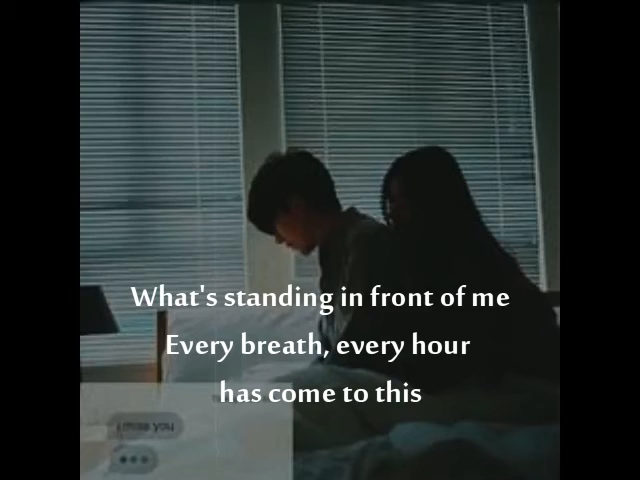 What's standing in front of me
Every breath, every hour
has come to this
i miss you